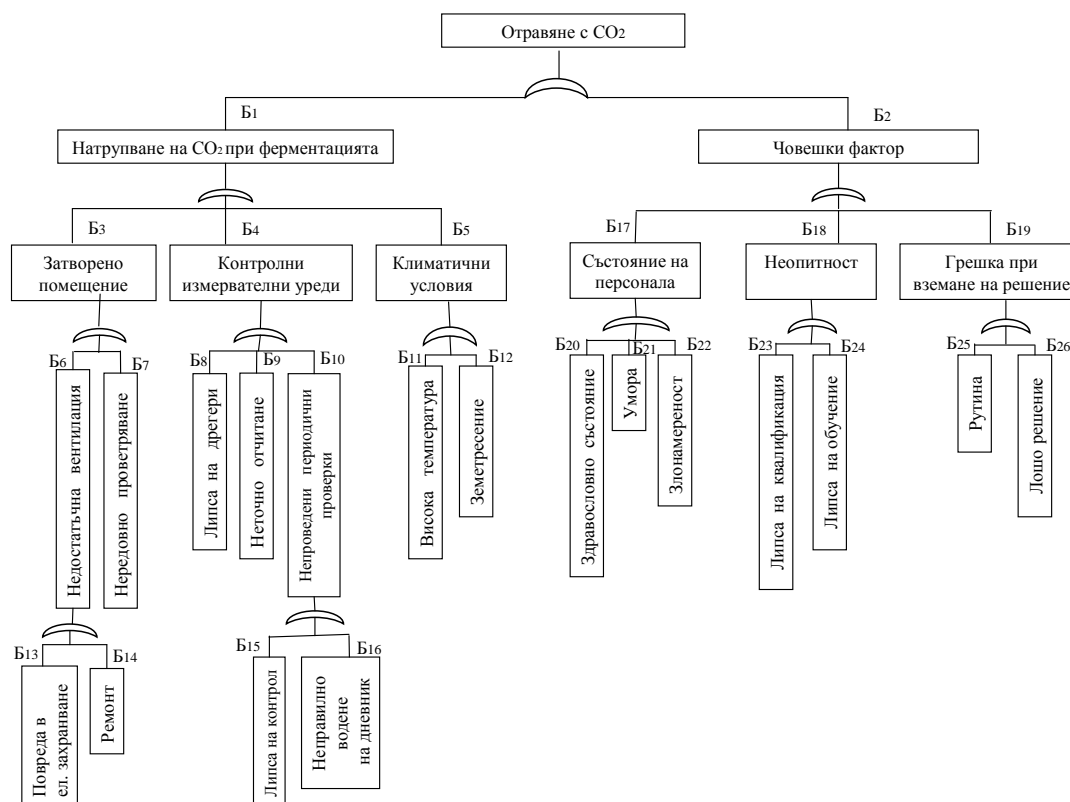 Отравяне с CO2
Б1
Б2
Натрупване на CO2 при ферментацията
Човешки фактор
Б3
Б4
Б5
Б17
Б18
Б19
Затворено
помещение
Контролни
измервателни уреди
Климатични
условия
Състояние на
персонала
Неопитност
Грешка при
вземане на решение
Б6
Б7
Б8
Б9
Б10
Б11
Б12
Б20
Б21
Б22
Б23
Б24
Б25
Б26
Недостатъчна вентилация
Нередовно проветряване
Липса на дрегери
Неточно отчитане
Непроведени периодични
проверки
Висока температура
Земетресение
Здравословно състояние
Умора
Злонамереност
Липса на квалификация
Липса на обучение
Рутина
Лошо решение
Б13
Б14
Б15
Б16
Повреда в
ел. захранване
Ремонт
Липса на контрол
Неправилно
водене
на дневник